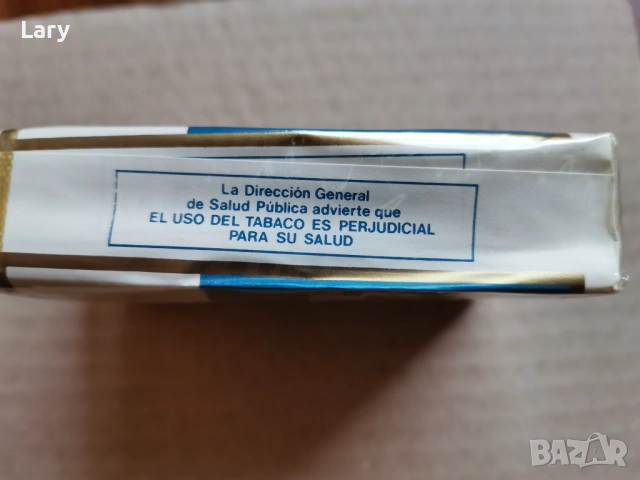 Lary
La Dirección General
de Salud Pública advierte que
EL USO DEL TABACO ES PERJUDICIAL
PARA SU SALUD
BAZAR